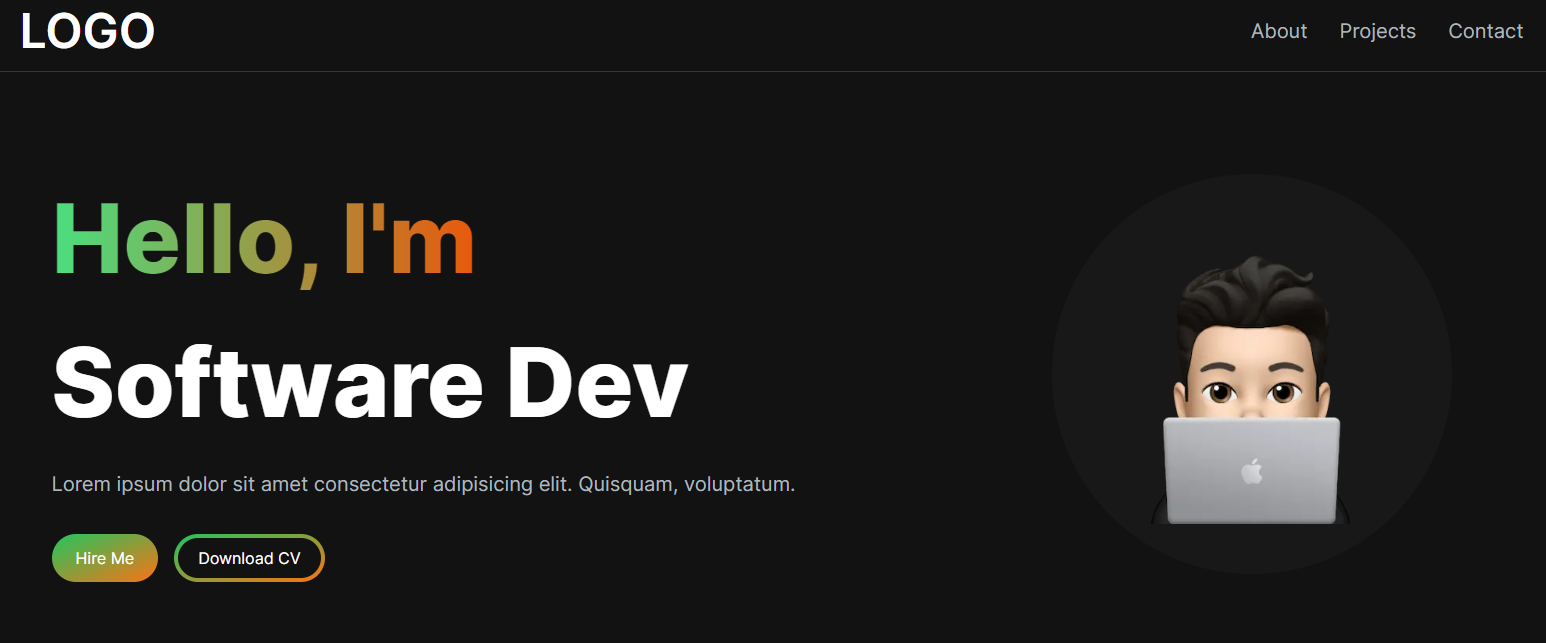 LOGO
About Projects Contact
Hello, I'm
Software Dev
Lorem ipsum dolor sit amet consectetur adipisicing elit. Quisquam, voluptatum.
Hire Me Download CV